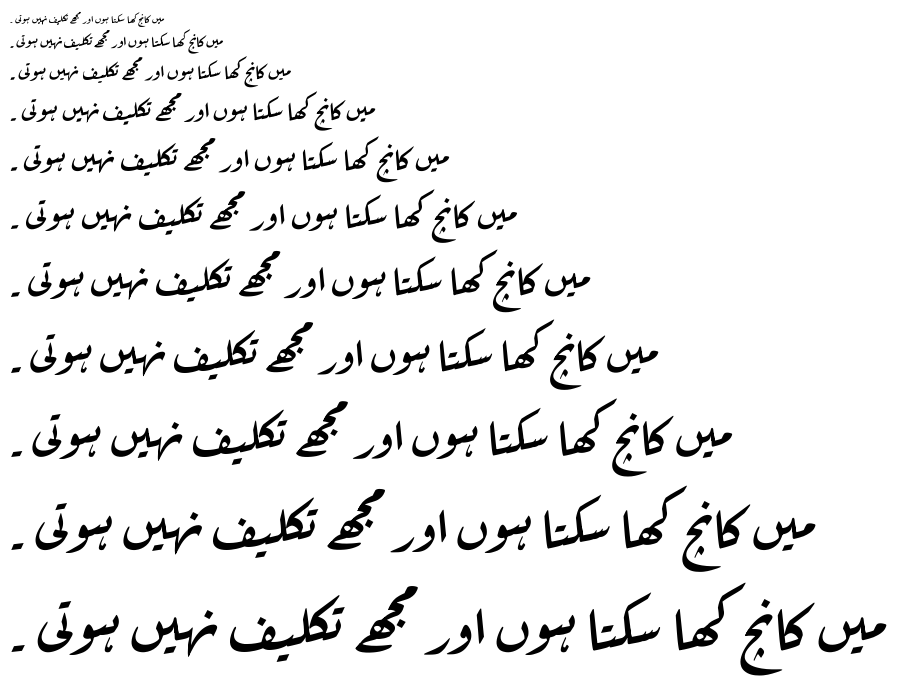 میں کانچ کھا سکتا ہوں اور مجھے تکلیف نہیں ہوتی ۔
میں کانچ کھا سکتا ہوں اور مجھے تکلیف نہیں ہوتی ۔
میں کانچ کھا سکتا ہوں اور مجھے تکلیف نہیں ہوتی ۔
میں کانچ کھا سکتا ہوں اور مجھے تکلیف نہیں ہوتی ۔
میں کانچ کھا سکتا ہوں اور مجھے تکلیف نہیں ہوتی ۔
میں کانچ کھا سکتا ہوں اور مجھے تکلیف نہیں ہوتی ۔
میں کانچ کھا سکتا ہوں اور مجھے تکلیف نہیں ہوتی ۔
میں کانچ کھا سکتا ہوں اور مجھے تکلیف نہیں ہوتی ۔
میں کانچ کھا سکتا ہوں اور مجھے تکلیف نہیں ہوتی ۔
میں کانچ کھا سکتا ہوں اور مجھے تکلیف نہیں ہوتی ۔
میں کانچ کھا سکتا ہوں اور مجھے تکلیف نہیں ہوتی ۔